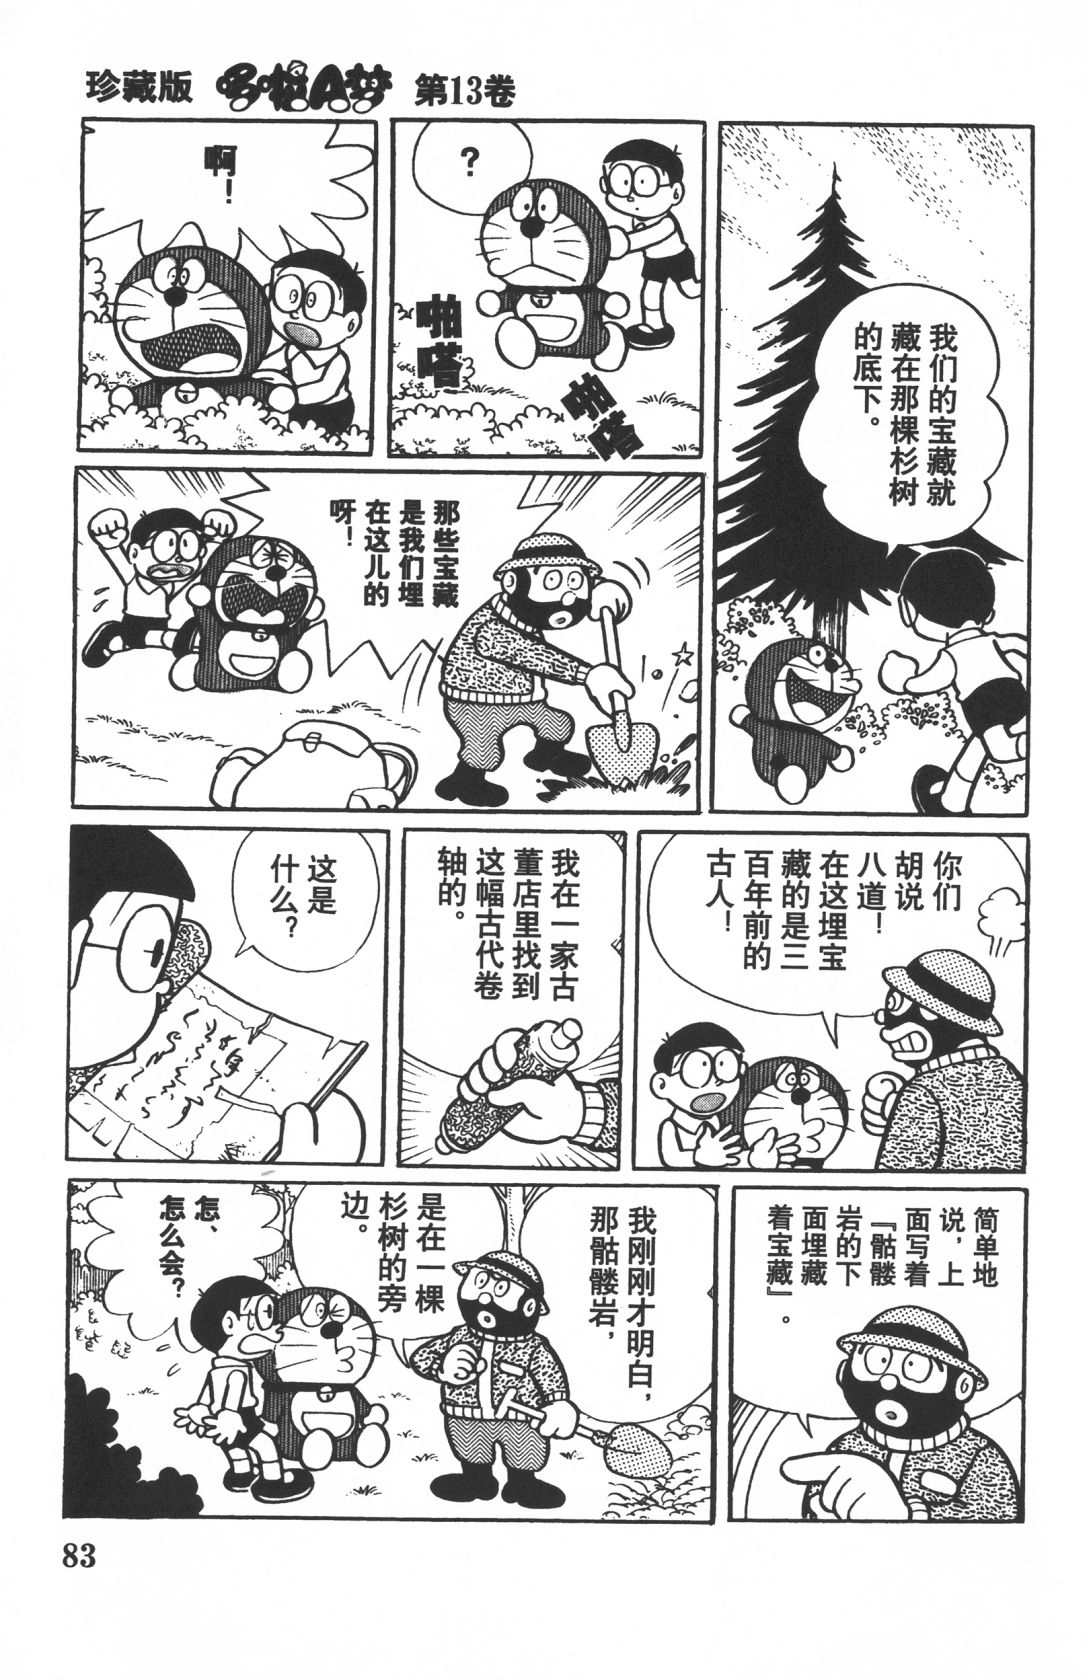 珍藏版 哆啦A梦 第13卷
我们的宝藏就
藏在那棵杉树
的底下。
？
啪嗒
啪嗒
啊！
那些宝藏
是我们埋
在这儿的
呀！
你们
胡说
八道！
在这埋宝
藏的是三
百年前的
古人！
我在一家古
董店里找到
这幅古代卷
轴的。
这是
什么？
简单地
说，上
面写着
『骷髅
岩的下
面埋藏
着宝藏』。
我刚刚才明白，
那骷髅岩，
是在一棵
杉树的旁
边。
怎、
怎么会？
83